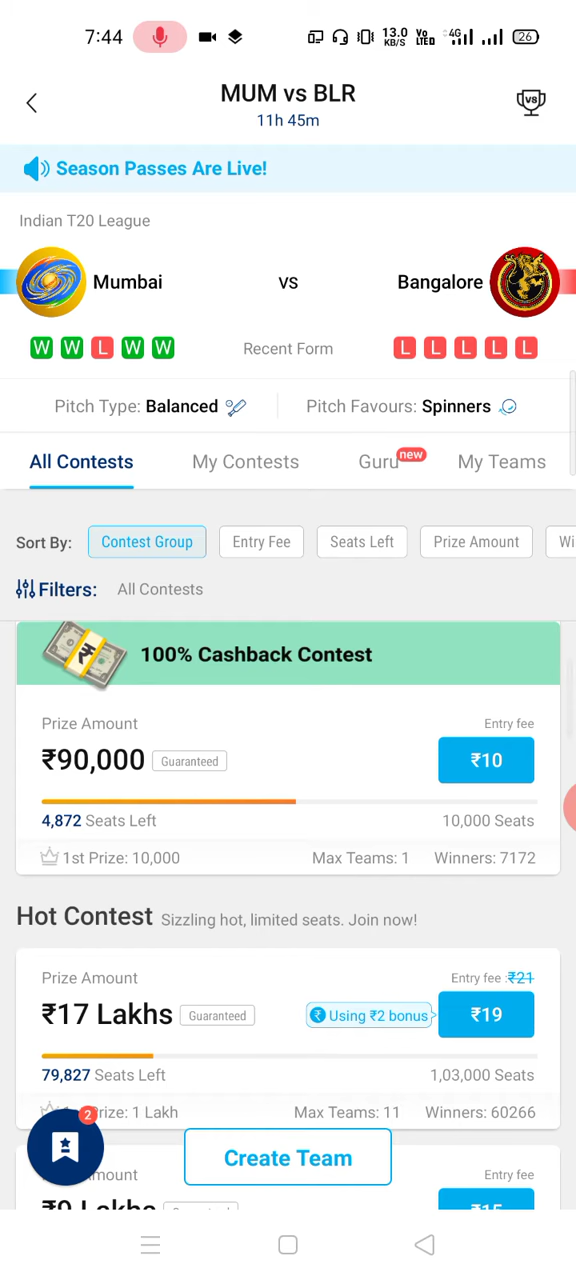 7:44 13.0 KB/S Vo LTE 4G 26
MUM vs BLR
11h 45m
VS
Season Passes Are Live!
Indian T20 League
Mumbai vs Bangalore
W W L W W Recent Form L L L L L
Pitch Type: Balanced Pitch Favours: Spinners
All Contests My Contests Guru new My Teams
Sort By: Contest Group Entry Fee Seats Left Prize Amount Wi
Filters: All Contests
₹ 100% Cashback Contest
Prize Amount Entry fee
₹90,000 Guaranteed ₹10
4,872 Seats Left 10,000 Seats
1st Prize: 10,000 Max Teams: 1 Winners: 7172
Hot Contest Sizzling hot, limited seats. Join now!
Prize Amount Entry fee :₹21
₹17 Lakhs Guaranteed ₹ Using ₹2 bonus ₹19
79,827 Seats Left 1,03,000 Seats
rize: 1 Lakh Max Teams: 11 Winners: 60266
2
Create Team
mount Entry fee